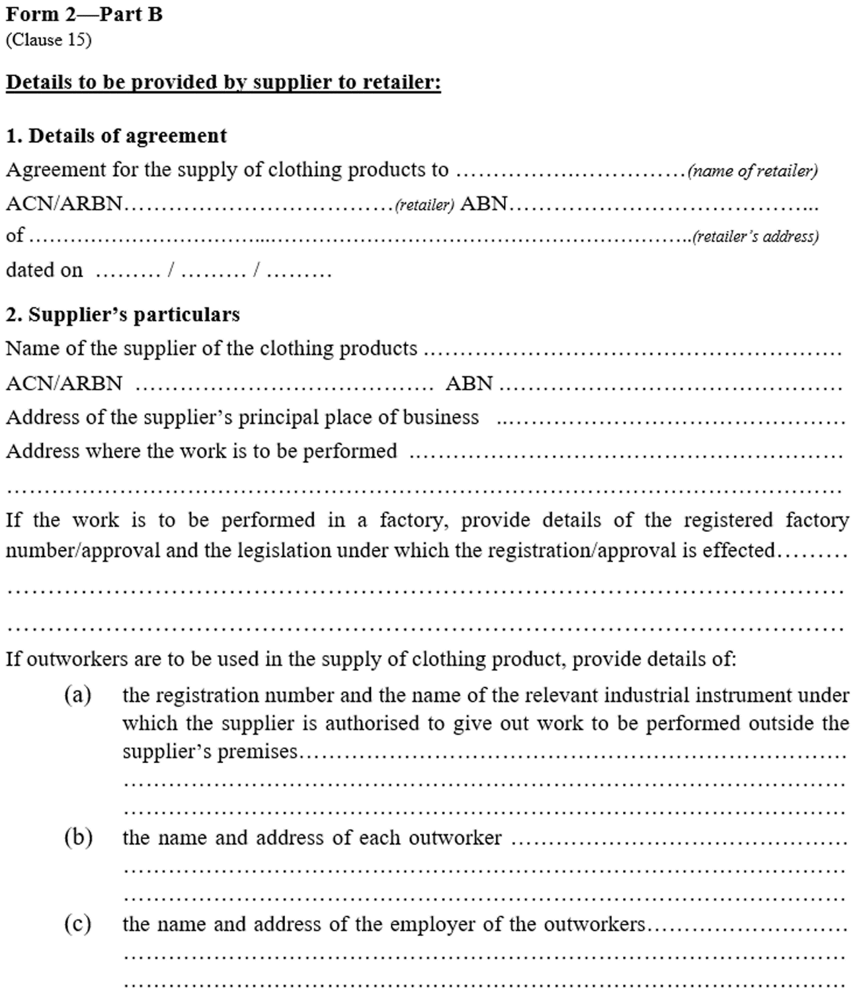 Form 2—Part B
(Clause 15)
Details to be provided by supplier to retailer:
1. Details of agreement
Agreement for the supply of clothing products to …………………………….(name of retailer)
ACN/ARBN………………………………….(retailer) ABN……………………………………...
of ………………………………...………………………………………………………..(retailer’s address)
dated on ……… / ……… / ………
2. Supplier’s particulars
Name of the supplier of the clothing products ………………………………………………………
ACN/ARBN ……………………………………… ABN ……………………………………………
Address of the supplier’s principal place of business ..……………………………………………
Address where the work is to be performed …………………………………………………………
………………………………………………………………………………………………………………
If the work is to be performed in a factory, provide details of the registered factory
number/approval and the legislation under which the registration/approval is effected………
………………………………………………………………………………………………………………
………………………………………………………………………………………………………………
If outworkers are to be used in the supply of clothing product, provide details of:
(a) the registration number and the name of the relevant industrial instrument under
which the supplier is authorised to give out work to be performed outside the
supplier’s premises………………………………………………………………………
………………………………………………………………………………………………
………………………………………………………………………………………………
(b) the name and address of each outworker ……………………………………………
………………………………………………………………………………………………
………………………………………………………………………………………………
(c) the name and address of the employer of the outworkers…………………………
………………………………………………………………………………………………
………………………………………………………………………………………………